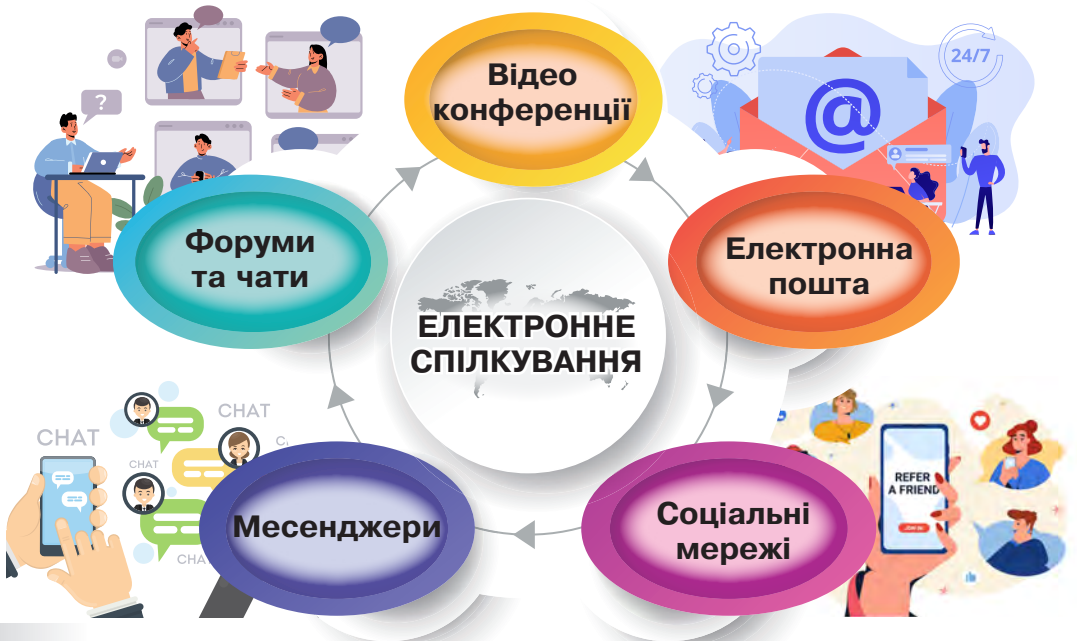 Відео
конференції
24/7
@
?
Форуми
та чати
Електронна
пошта
ЕЛЕКТРОННЕ
СПІЛКУВАННЯ
CHAT
CHAT
CHAT
Месенджери
Соціальні
мережі
REFER
A FRIEND